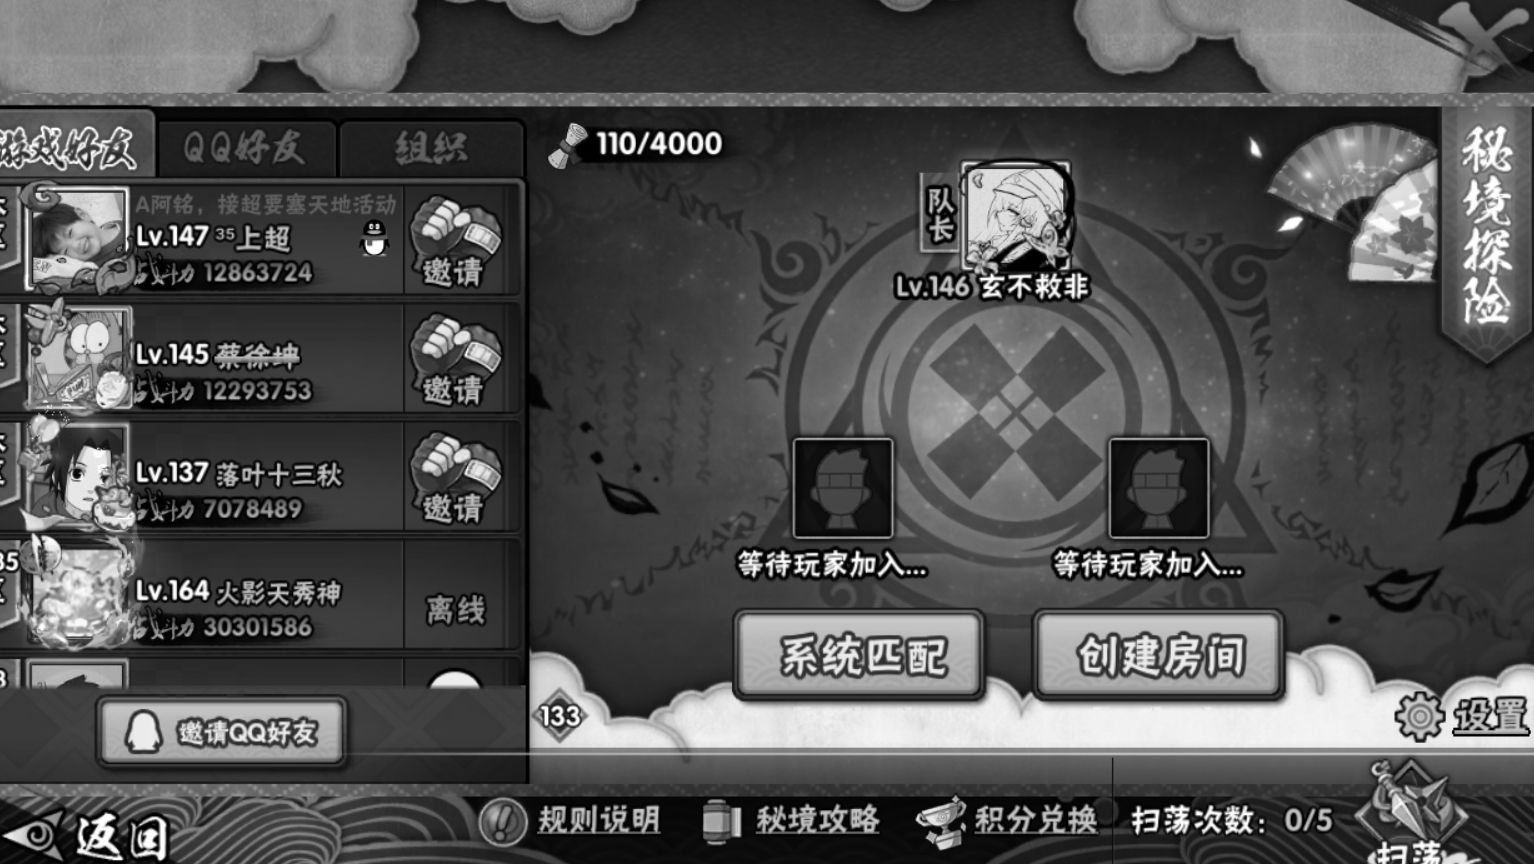 游戏好友
QQ好友
组织
110/4000
秘境探险
队长
Lv.146 玄不救非
A阿铭，接超要塞天地活动
Lv.147 35上超
战斗力 12863724
邀请
Lv.145 蔡徐坤
战斗力 12293753
邀请
Lv.137 落叶十三秋
战斗力 7078489
邀请
Lv.164 火影天秀神
战斗力 30301586
离线
邀请QQ好友
133
等待玩家加入...
等待玩家加入...
系统匹配
创建房间
设置
返回
规则说明
秘境攻略
积分兑换
扫荡次数：0/5
扫荡